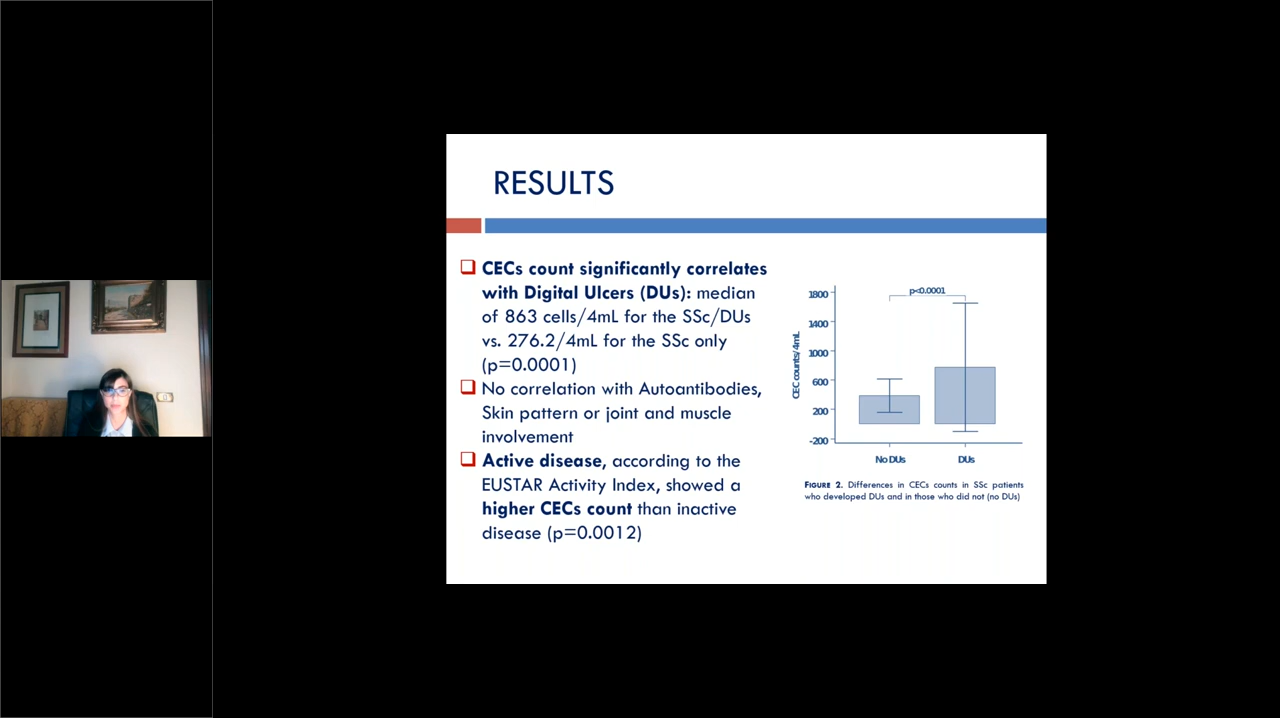 RESULTS
CECs count significantly correlates
with Digital Ulcers (DUs): median
of 863 cells/4mL for the SSc/DUs
vs. 276.2/4mL for the SSc only
(p=0.0001)
No correlation with Autoantibodies,
Skin pattern or joint and muscle
involvement
Active disease, according to the
EUSTAR Activity Index, showed a
higher CECs count than inactive
disease (p=0.0012)
p<0.0001
1800
1400
1000
600
200
-200
CEC counts/4mL
No DUs
DUs
FIGURE 2. Differences in CECs counts in SSc patients
who developed DUs and in those who did not (no DUs)